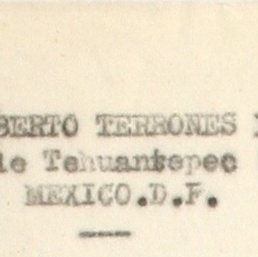 BERTO TERRONES
le Tehuantepec
MEXICO.D.F.